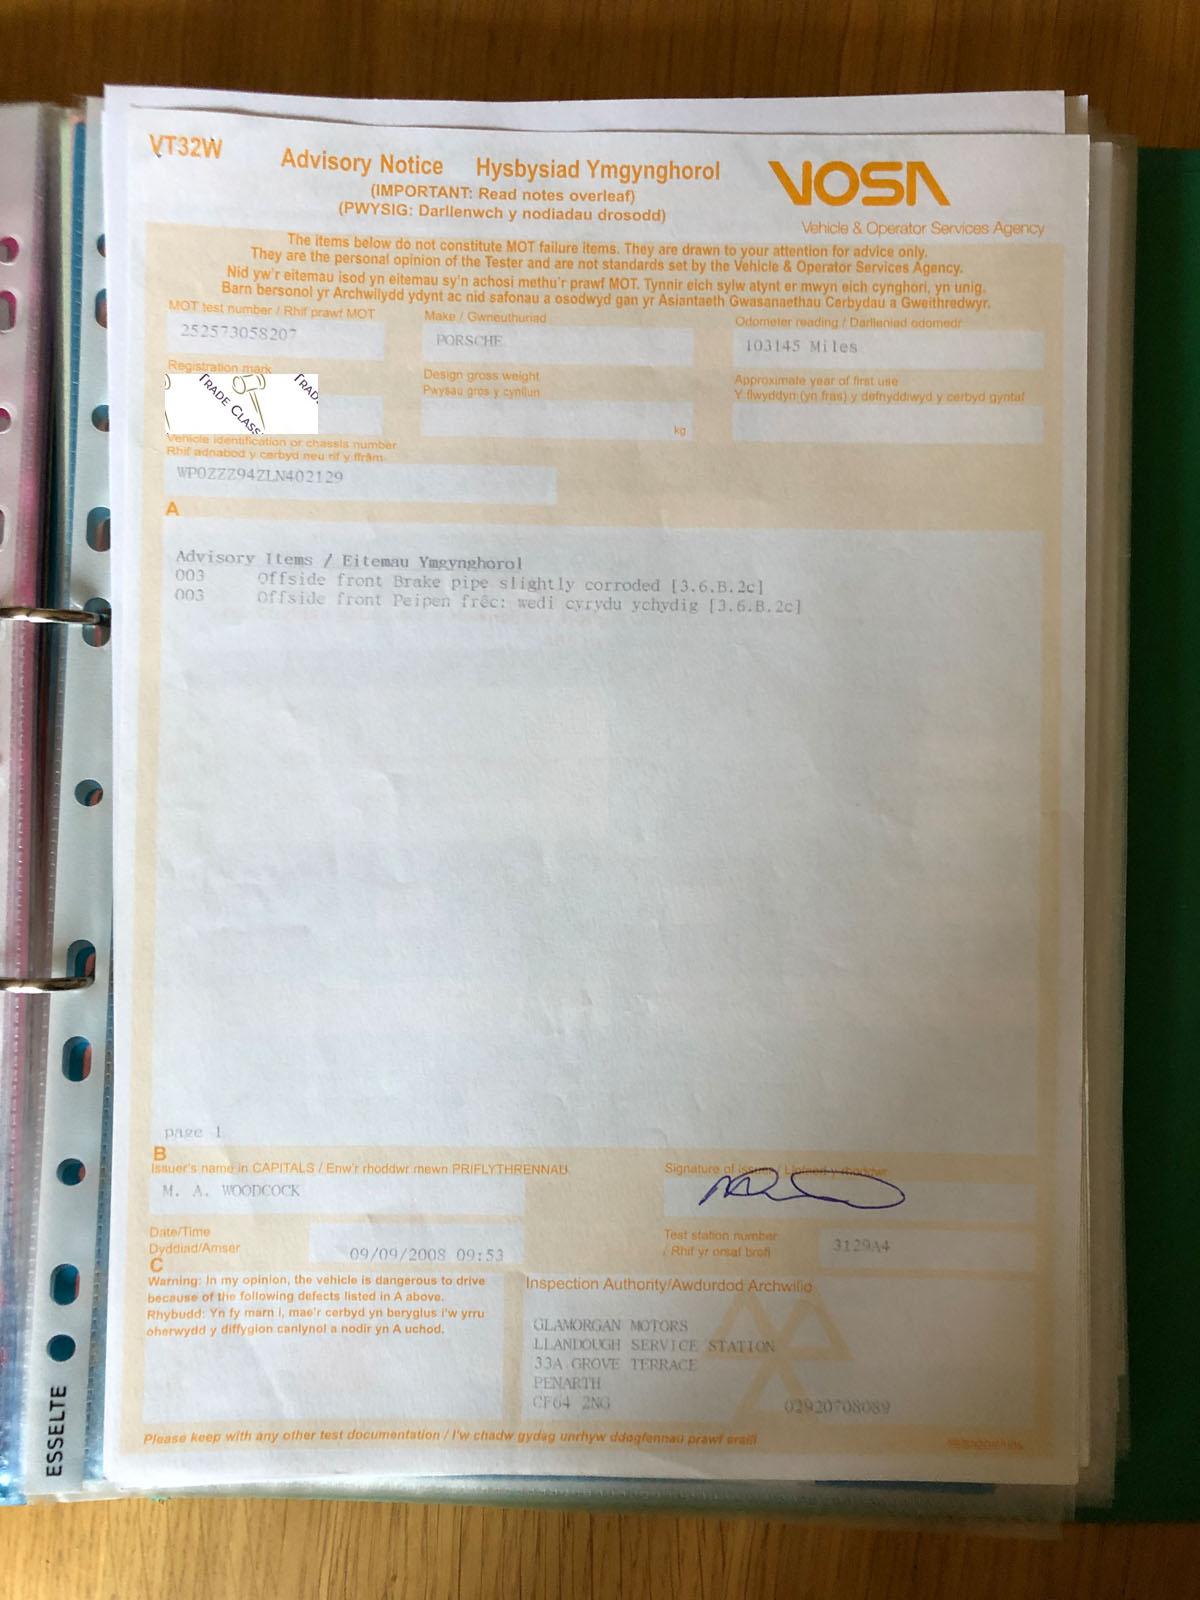 VT32W
Advisory Notice Hysbysiad Ymgynghorol
(IMPORTANT: Read notes overleaf)
(PWYSIG: Darllenwch y nodiadau drosodd)
VOSA
Vehicle & Operator Services Agency
The items below do not constitute MOT failure items. They are drawn to your attention for advice only.
They are the personal opinion of the Tester and are not standards set by the Vehicle & Operator Services Agency.
Nid yw'r eitemau isod yn eitemau sy'n achosi methu'r prawf MOT. Tynnir eich sylw atynt er mwyn eich cynghori, yn unig.
Barn bersonol yr Archwilydd ydynt ac nid safonau a osodwyd gan yr Asiantaeth Gwasanaethau Cerbydau a Gweithredwyr.
MOT test number / Rhif prawf MOT
252573058207
Make / Gwneuthuriad
PORSCHE
Odometer reading / Darlleniad odomedr
103145 Miles
Registration mark
TRADE CLASS
TRAD
Design gross weight
Pwysau gros y cynllun
kg
Approximate year of first use
Y flwyddyn (yn fras) y defnyddiwyd y cerbyd gyntaf
Vehicle identification or chassis number
Rhif adnabod y cerbyd neu rif y ffrâm
WP0ZZZ94ZLN402129
A
Advisory Items / Eitemau Ymgynghorol
003 Offside front Brake pipe slightly corroded [3.6.B.2c]
003 Offside front Peipen frêc: wedi cyrydu ychydig [3.6.B.2c]
page 1
B
Issuer's name in CAPITALS / Enw'r rhoddwr mewn PRIFLYTHRENNAU
M. A. WOODCOCK
Signature of issuer / Llofnod y rhoddwr
Date/Time
Dyddiad/Amser
09/09/2008 09:53
Test station number
/ Rhif yr orsaf brofi
3129A4
C
Warning: In my opinion, the vehicle is dangerous to drive
because of the following defects listed in A above.
Rhybudd: Yn fy marn i, mae'r cerbyd yn beryglus i'w yrru
oherwydd y diffygion canlynol a nodir yn A uchod.
Inspection Authority/Awdurdod Archwilio
GLAMORGAN MOTORS
LLANDOUGH SERVICE STATION
33A GROVE TERRACE
PENARTH
CF64 2NG
02920708089
Please keep with any other test documentation / I'w chadw gydag unrhyw ddogfennau prawf eraill
ESSELTE